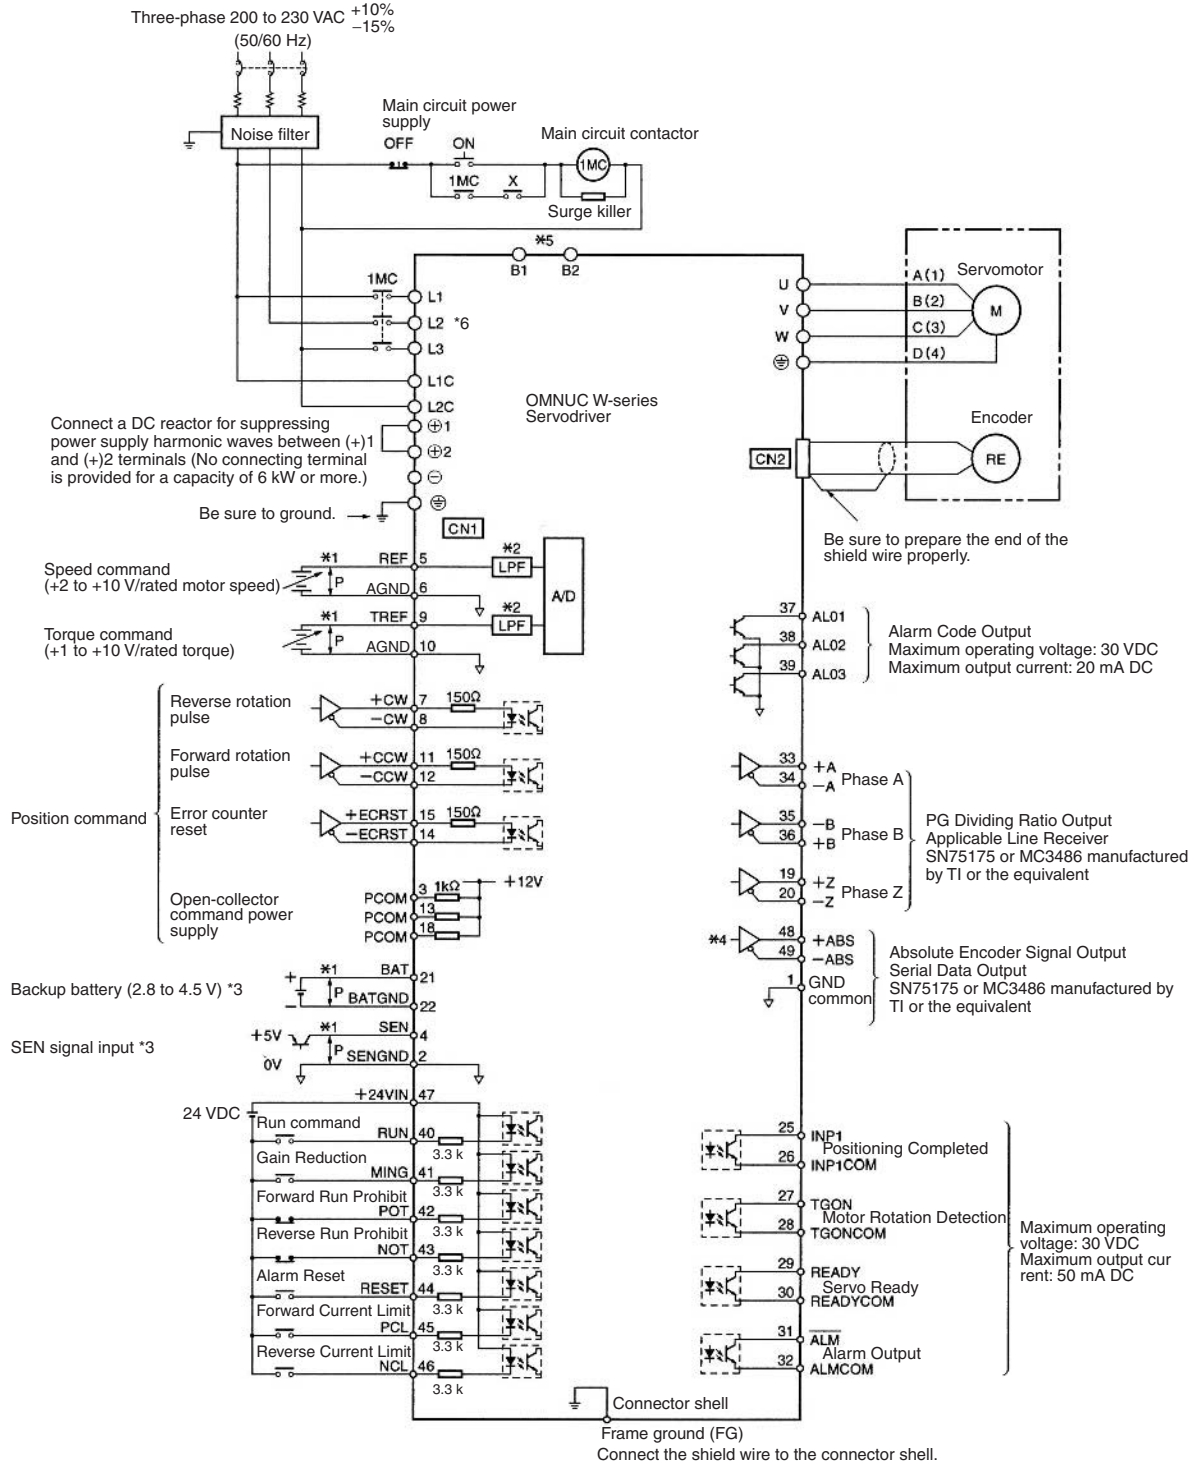 Three-phase 200 to 230 VAC +10%
−15%
(50/60 Hz)
Noise filter
Main circuit power
supply
OFF
ON
Main circuit contactor
1MC
1MC
X
Surge killer
*5
B1
B2
1MC
L1
L2 *6
L3
L1C
L2C
Connect a DC reactor for suppressing
power supply harmonic waves between (+)1
and (+)2 terminals (No connecting terminal
is provided for a capacity of 6 kW or more.)
⊕1
⊕2
⊖
Be sure to ground.
OMNUC W-series
Servodriver
U
V
W
A (1)
B (2)
C (3)
D (4)
Servomotor
M
Encoder
CN2
RE
Be sure to prepare the end of the
shield wire properly.
CN1
Speed command
(+2 to +10 V/rated motor speed)
*1
P
REF 5
AGND 6
*2
LPF
A/D
Torque command
(+1 to +10 V/rated torque)
*1
P
TREF 9
AGND 10
*2
LPF
Position command
Reverse rotation
pulse
+CW 7 150Ω
−CW 8
Forward rotation
pulse
+CCW 11 150Ω
−CCW 12
Error counter
reset
+ECRST 15 150Ω
−ECRST 14
Open-collector
command power
supply
PCOM 3 1kΩ
+12V
PCOM 13
PCOM 18
Backup battery (2.8 to 4.5 V) *3
+
−
*1
P
BAT 21
BATGND 22
SEN signal input *3
+5V
0V
*1
P
SEN 4
SENGND 2
+24VIN 47
24 VDC
Run command
RUN 40
3.3 k
Gain Reduction
MING 41
3.3 k
Forward Run Prohibit
POT 42
3.3 k
Reverse Run Prohibit
NOT 43
3.3 k
Alarm Reset
RESET 44
3.3 k
Forward Current Limit
PCL 45
3.3 k
Reverse Current Limit
NCL 46
3.3 k
37 AL01
38 AL02
39 AL03
Alarm Code Output
Maximum operating voltage: 30 VDC
Maximum output current: 20 mA DC
33 +A
34 −A
Phase A
35 −B
36 +B
Phase B
19 +Z
20 −Z
Phase Z
PG Dividing Ratio Output
Applicable Line Receiver
SN75175 or MC3486 manufactured
by TI or the equivalent
*4
48 +ABS
49 −ABS
1 GND
common
Absolute Encoder Signal Output
Serial Data Output
SN75175 or MC3486 manufactured by
TI or the equivalent
25 INP1
Positioning Completed
26 INP1COM
27 TGON
Motor Rotation Detection
28 TGONCOM
29 READY
Servo Ready
30 READYCOM
31 ALM
Alarm Output
32 ALMCOM
Maximum operating
voltage: 30 VDC
Maximum output cur
rent: 50 mA DC
Connector shell
Frame ground (FG)
Connect the shield wire to the connector shell.